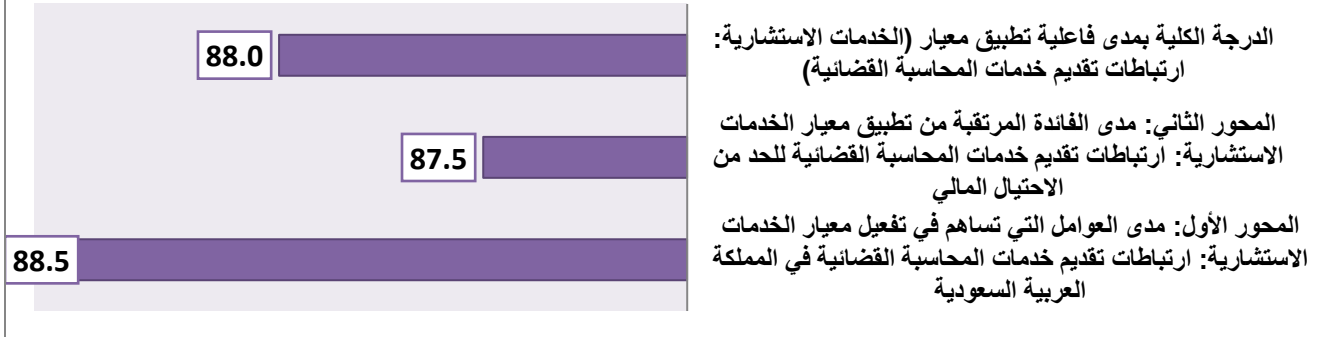 الدرجة الكلية بمدى فاعلية تطبيق معيار (الخدمات الاستشارية:
ارتباطات تقديم خدمات المحاسبة القضائية)
88.0
المحور الثاني: مدى الفائدة المرتقبة من تطبيق معيار الخدمات
الاستشارية: ارتباطات تقديم خدمات المحاسبة القضائية للحد من
الاحتيال المالي
87.5
المحور الأول: مدى العوامل التي تساهم في تفعيل معيار الخدمات
الاستشارية: ارتباطات تقديم خدمات المحاسبة القضائية في المملكة
العربية السعودية
88.5